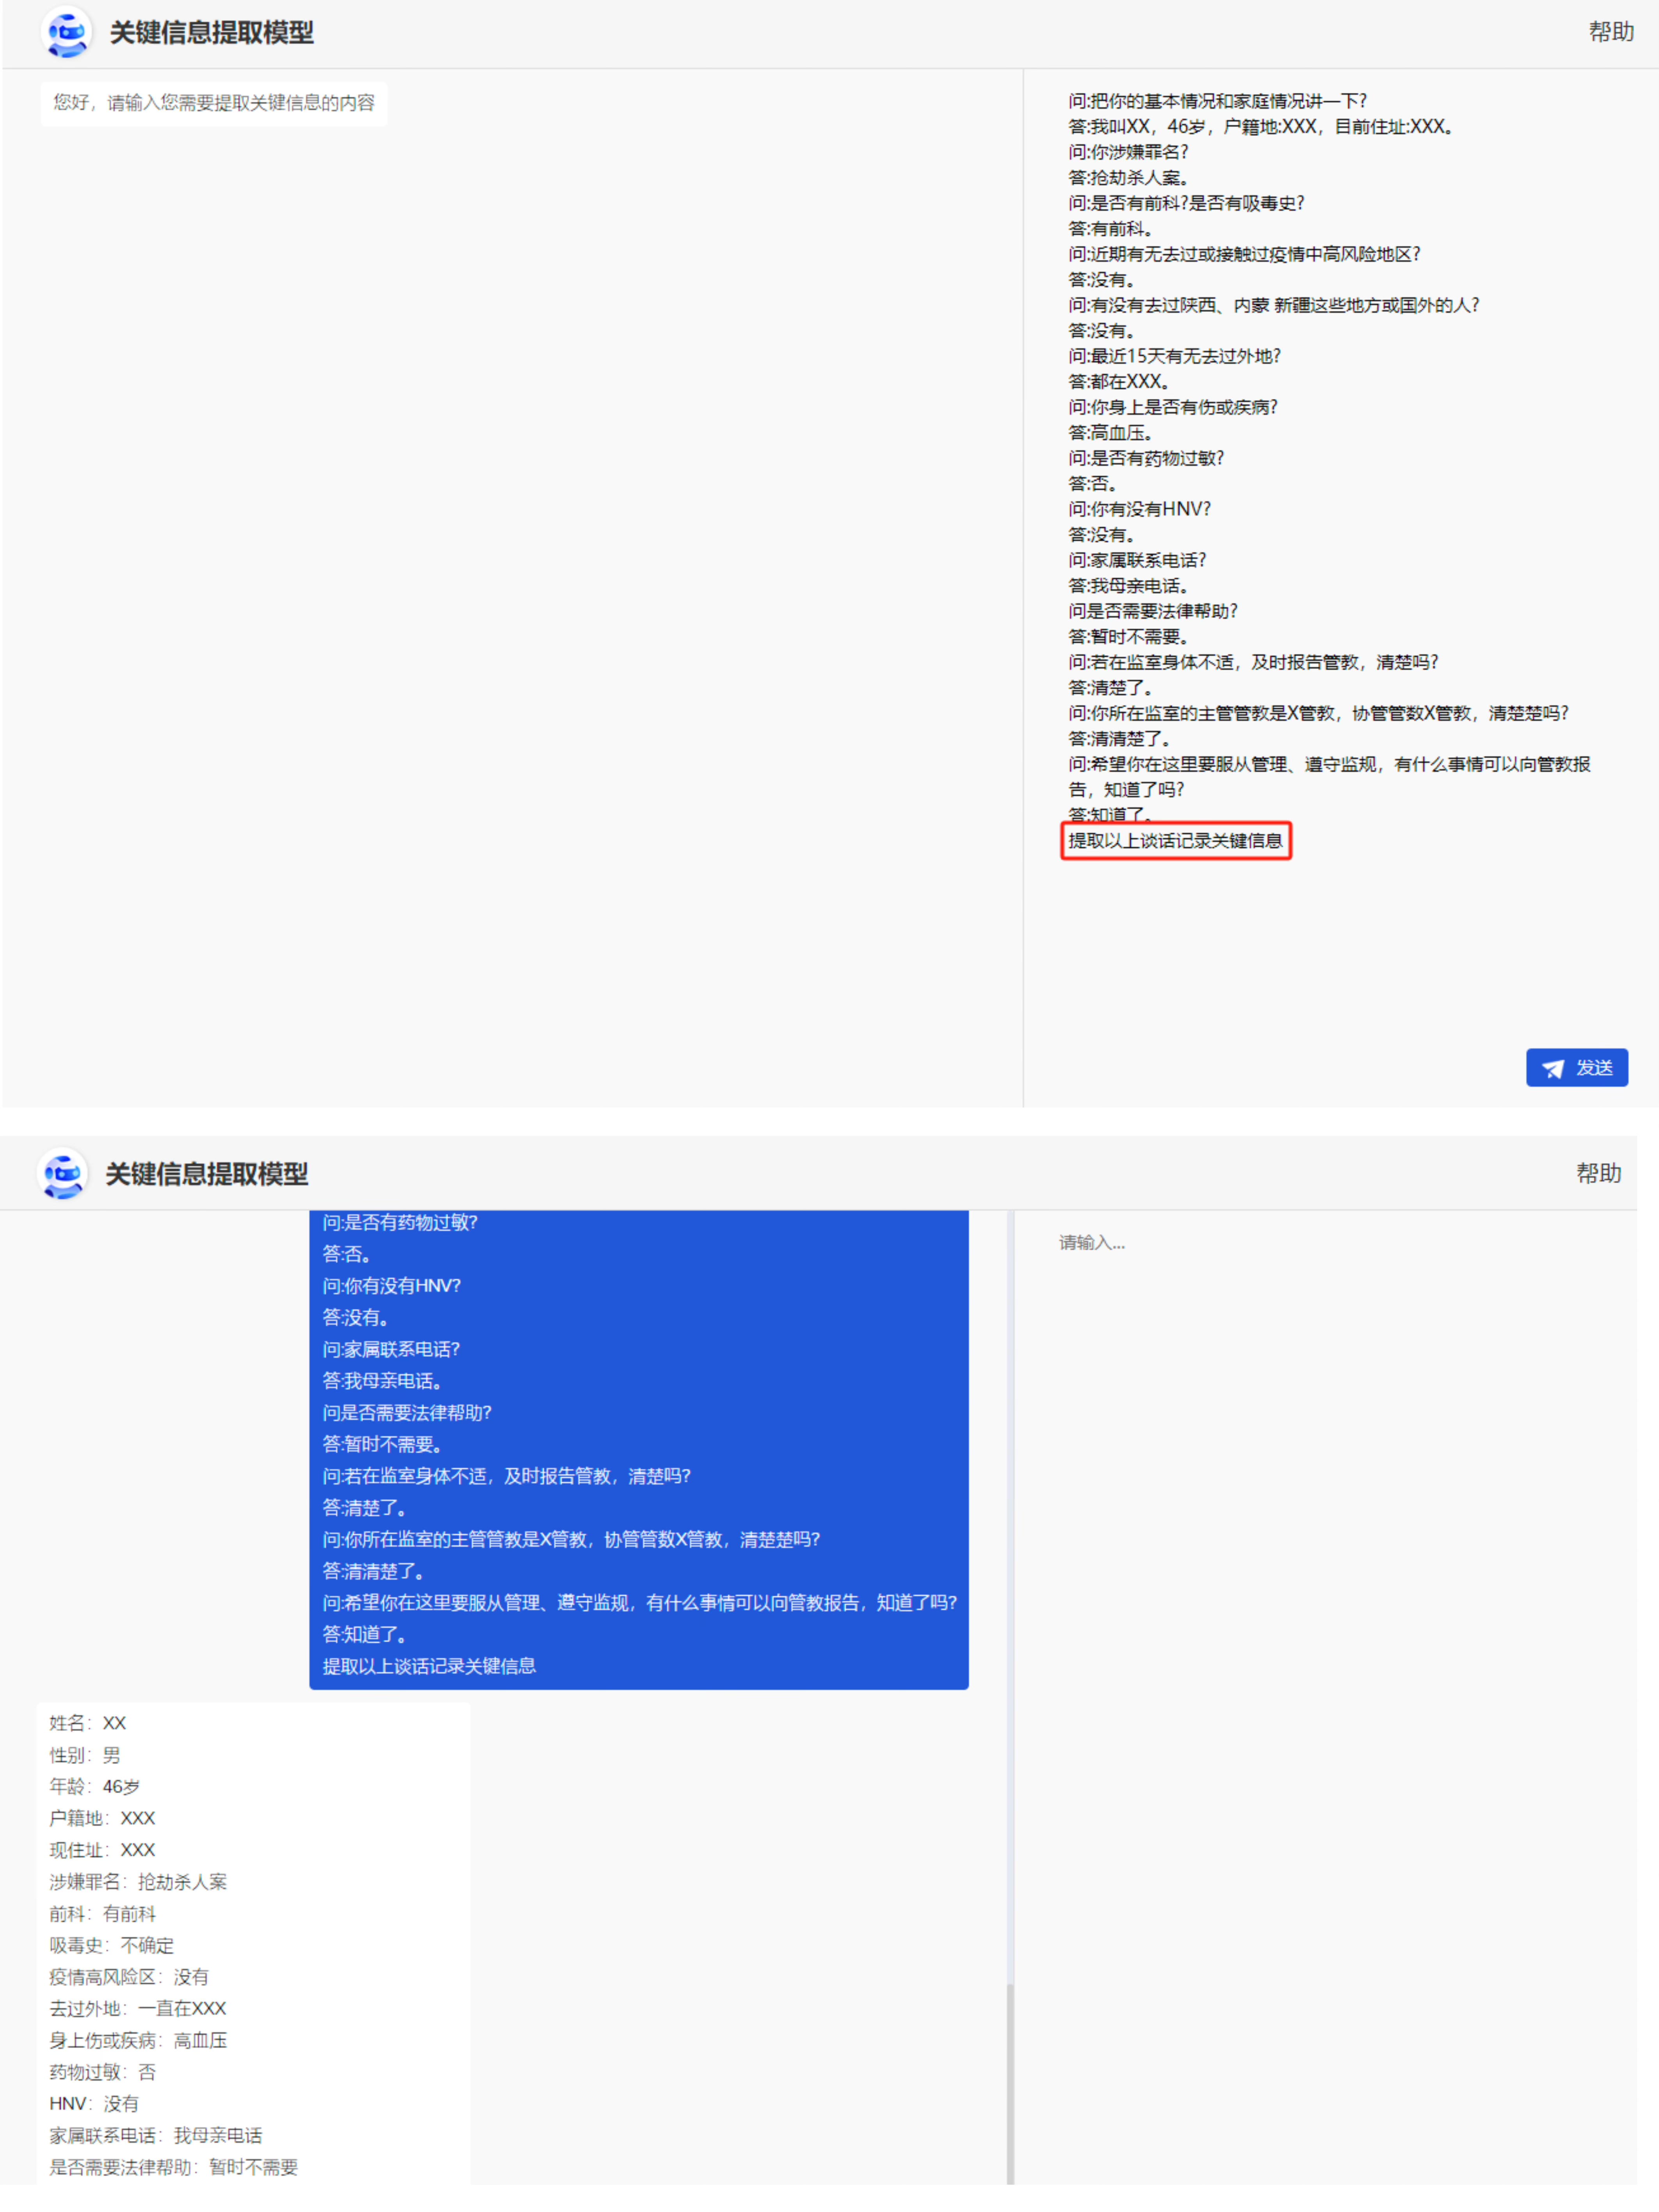 关键信息提取模型
帮助
您好，请输入您需要提取关键信息的内容
问:把你的基本情况和家庭情况讲一下?
答:我叫XX，46岁，户籍地:XXX，目前住址:XXX。
问:你涉嫌罪名?
答:抢劫杀人案。
问:是否有前科?是否有吸毒史?
答:有前科。
问:近期有无去过或接触过疫情中高风险地区?
答:没有。
问:有没有去过陕西、内蒙 新疆这些地方或国外的人?
答:没有。
问:最近15天有无去过外地?
答:都在XXX。
问:你身上是否有伤或疾病?
答:高血压。
问:是否有药物过敏?
答:否。
问:你有没有HNV?
答:没有。
问:家属联系电话?
答:我母亲电话。
问是否需要法律帮助?
答:暂时不需要。
问:若在监室身体不适，及时报告管教，清楚吗?
答:清楚了。
问:你所在监室的主管管教是X管教，协管管数X管教，清楚楚吗?
答:清清楚了。
问:希望你在这里要服从管理、遵守监规，有什么事情可以向管教报
告，知道了吗?
答:知道了。
提取以上谈话记录关键信息
发送
关键信息提取模型
帮助
问:是否有药物过敏?
答:否。
问:你有没有HNV?
答:没有。
问:家属联系电话?
答:我母亲电话。
问是否需要法律帮助?
答:暂时不需要。
问:若在监室身体不适，及时报告管教，清楚吗?
答:清楚了。
问:你所在监室的主管管教是X管教，协管管数X管教，清楚楚吗?
答:清清楚了。
问:希望你在这里要服从管理、遵守监规，有什么事情可以向管教报告，知道了吗?
答:知道了。
提取以上谈话记录关键信息
请输入...
姓名：XX
性别：男
年龄：46岁
户籍地：XXX
现住址：XXX
涉嫌罪名：抢劫杀人案
前科：有前科
吸毒史：不确定
疫情高风险区：没有
去过外地：一直在XXX
身上伤或疾病：高血压
药物过敏：否
HNV：没有
家属联系电话：我母亲电话
是否需要法律帮助：暂时不需要